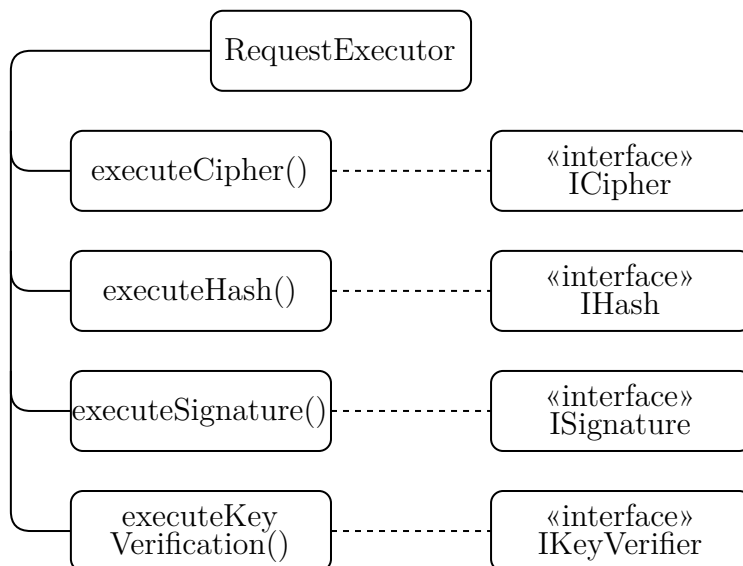 RequestExecutor
executeCipher()
«interface»
ICipher
executeHash()
«interface»
IHash
executeSignature()
«interface»
ISignature
executeKey
Verification()
«interface»
IKeyVerifier